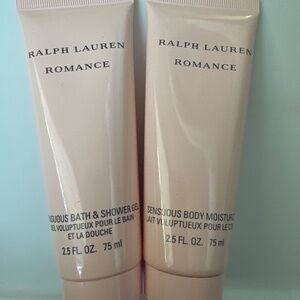 RALPH LAUREN
ROMANCE
BATH & SHOWER GEL
VOLUPTUEUX POUR LE BAIN
ET LA DOUCHE
2.5 FL. OZ. 75 ml
RALPH LAUREN
ROMANCE
SENSUOUS BODY
LAIT VOLUPTUEUX POUR LE
2.5 FL. OZ. 75 ml